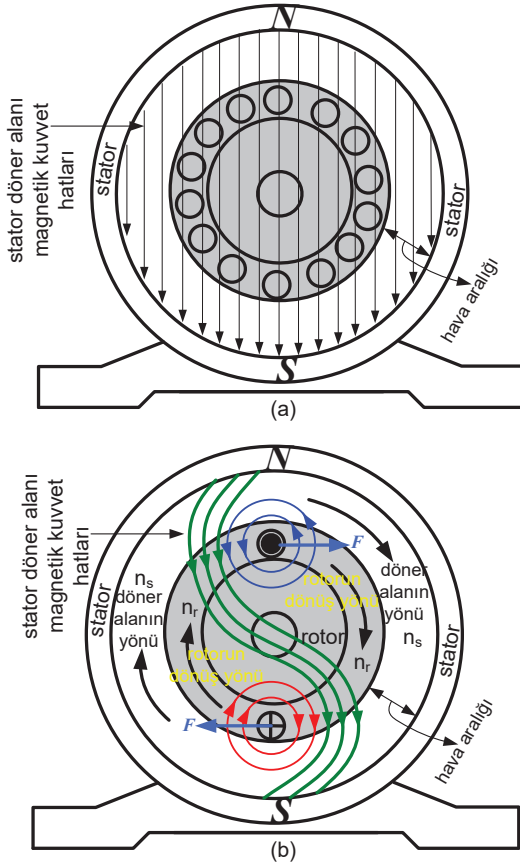 N
stator döner alanı
magnetik kuvvet
hatları
stator
stator
hava aralığı
S
(a)
N
stator döner alanı
magnetik kuvvet
hatları
F
döner
alanın
yönü
n_s
n_s
döner
alanın
yönü
rotorun
dönüş yönü
n_r
rotor
n_r
rotorun
dönüş yönü
stator
stator
F
hava aralığı
S
(b)